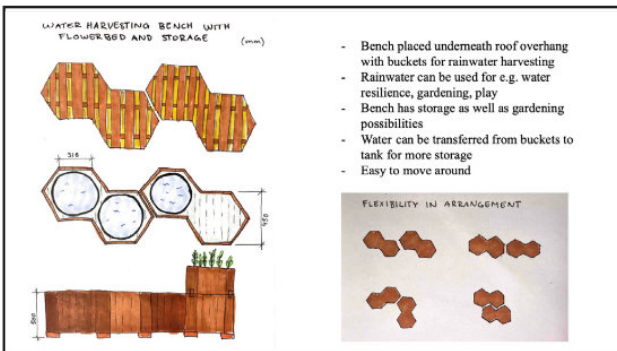 WATER HARVESTING BENCH WITH
FLOWERBED AND STORAGE (mm)
310
450
500
- Bench placed underneath roof overhang
with buckets for rainwater harvesting
- Rainwater can be used for e.g. water
resilience, gardening, play
- Bench has storage as well as gardening
possibilities
- Water can be transferred from buckets to
tank for more storage
- Easy to move around
FLEXIBILITY IN ARRANGEMENT